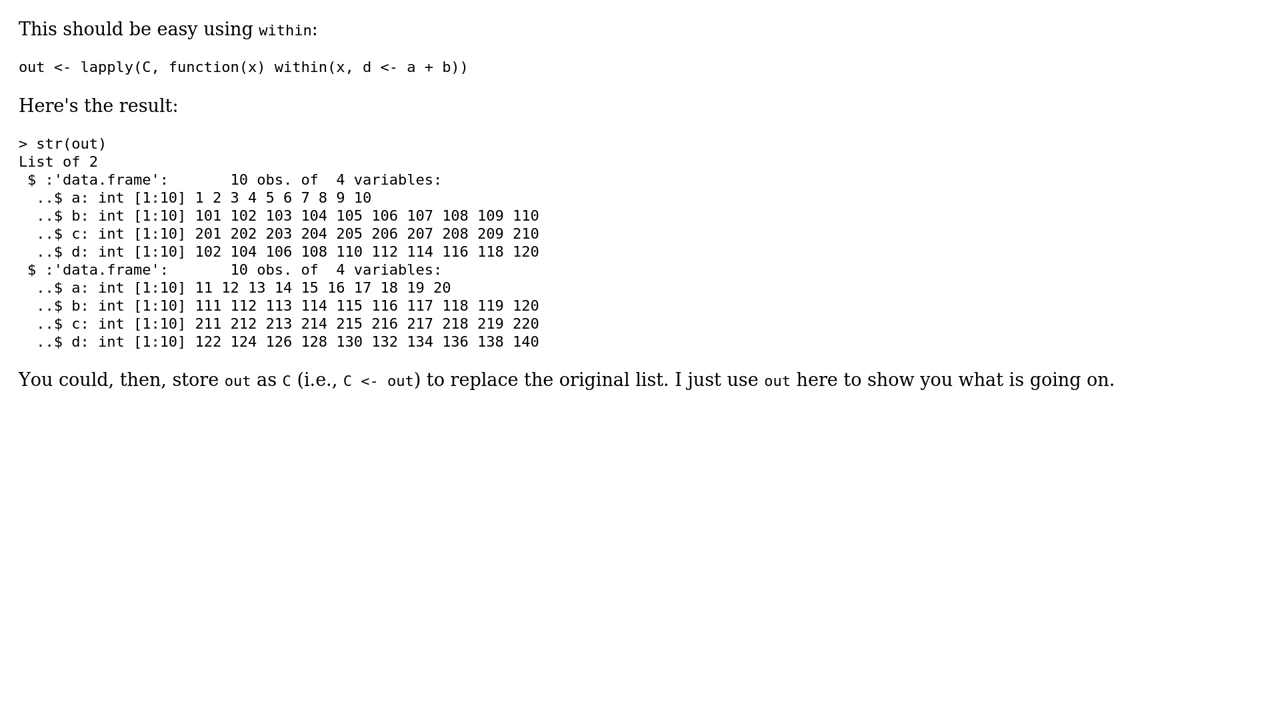 This should be easy using within:
out <- lapply(C, function(x) within(x, d <- a + b))
Here's the result:
> str(out)
List of 2
 $ :'data.frame':       10 obs. of  4 variables:
  ..$ a: int [1:10] 1 2 3 4 5 6 7 8 9 10
  ..$ b: int [1:10] 101 102 103 104 105 106 107 108 109 110
  ..$ c: int [1:10] 201 202 203 204 205 206 207 208 209 210
  ..$ d: int [1:10] 102 104 106 108 110 112 114 116 118 120
 $ :'data.frame':       10 obs. of  4 variables:
  ..$ a: int [1:10] 11 12 13 14 15 16 17 18 19 20
  ..$ b: int [1:10] 111 112 113 114 115 116 117 118 119 120
  ..$ c: int [1:10] 211 212 213 214 215 216 217 218 219 220
  ..$ d: int [1:10] 122 124 126 128 130 132 134 136 138 140
You could, then, store out as C (i.e., C <- out) to replace the original list. I just use out here to show you what is going on.